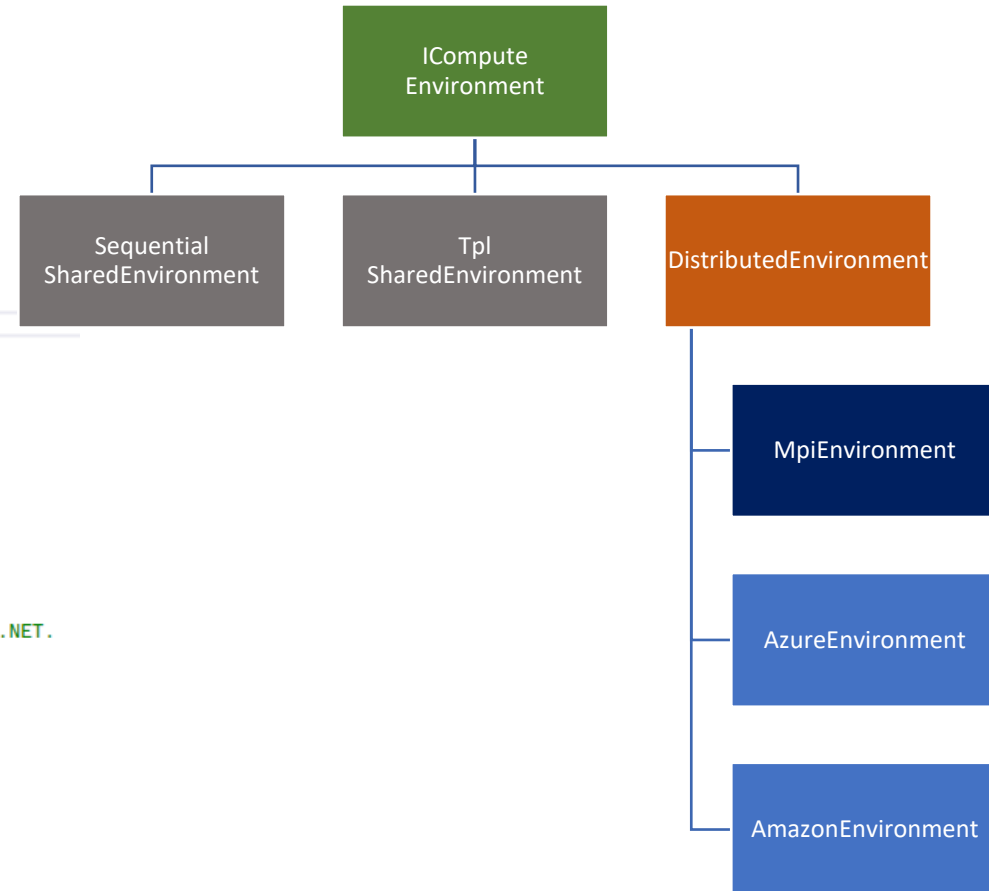 ICompute
Environment
Sequential
SharedEnvironment
Tpl
SharedEnvironment
DistributedEnvironment
MpiEnvironment
.NET.
AzureEnvironment
AmazonEnvironment